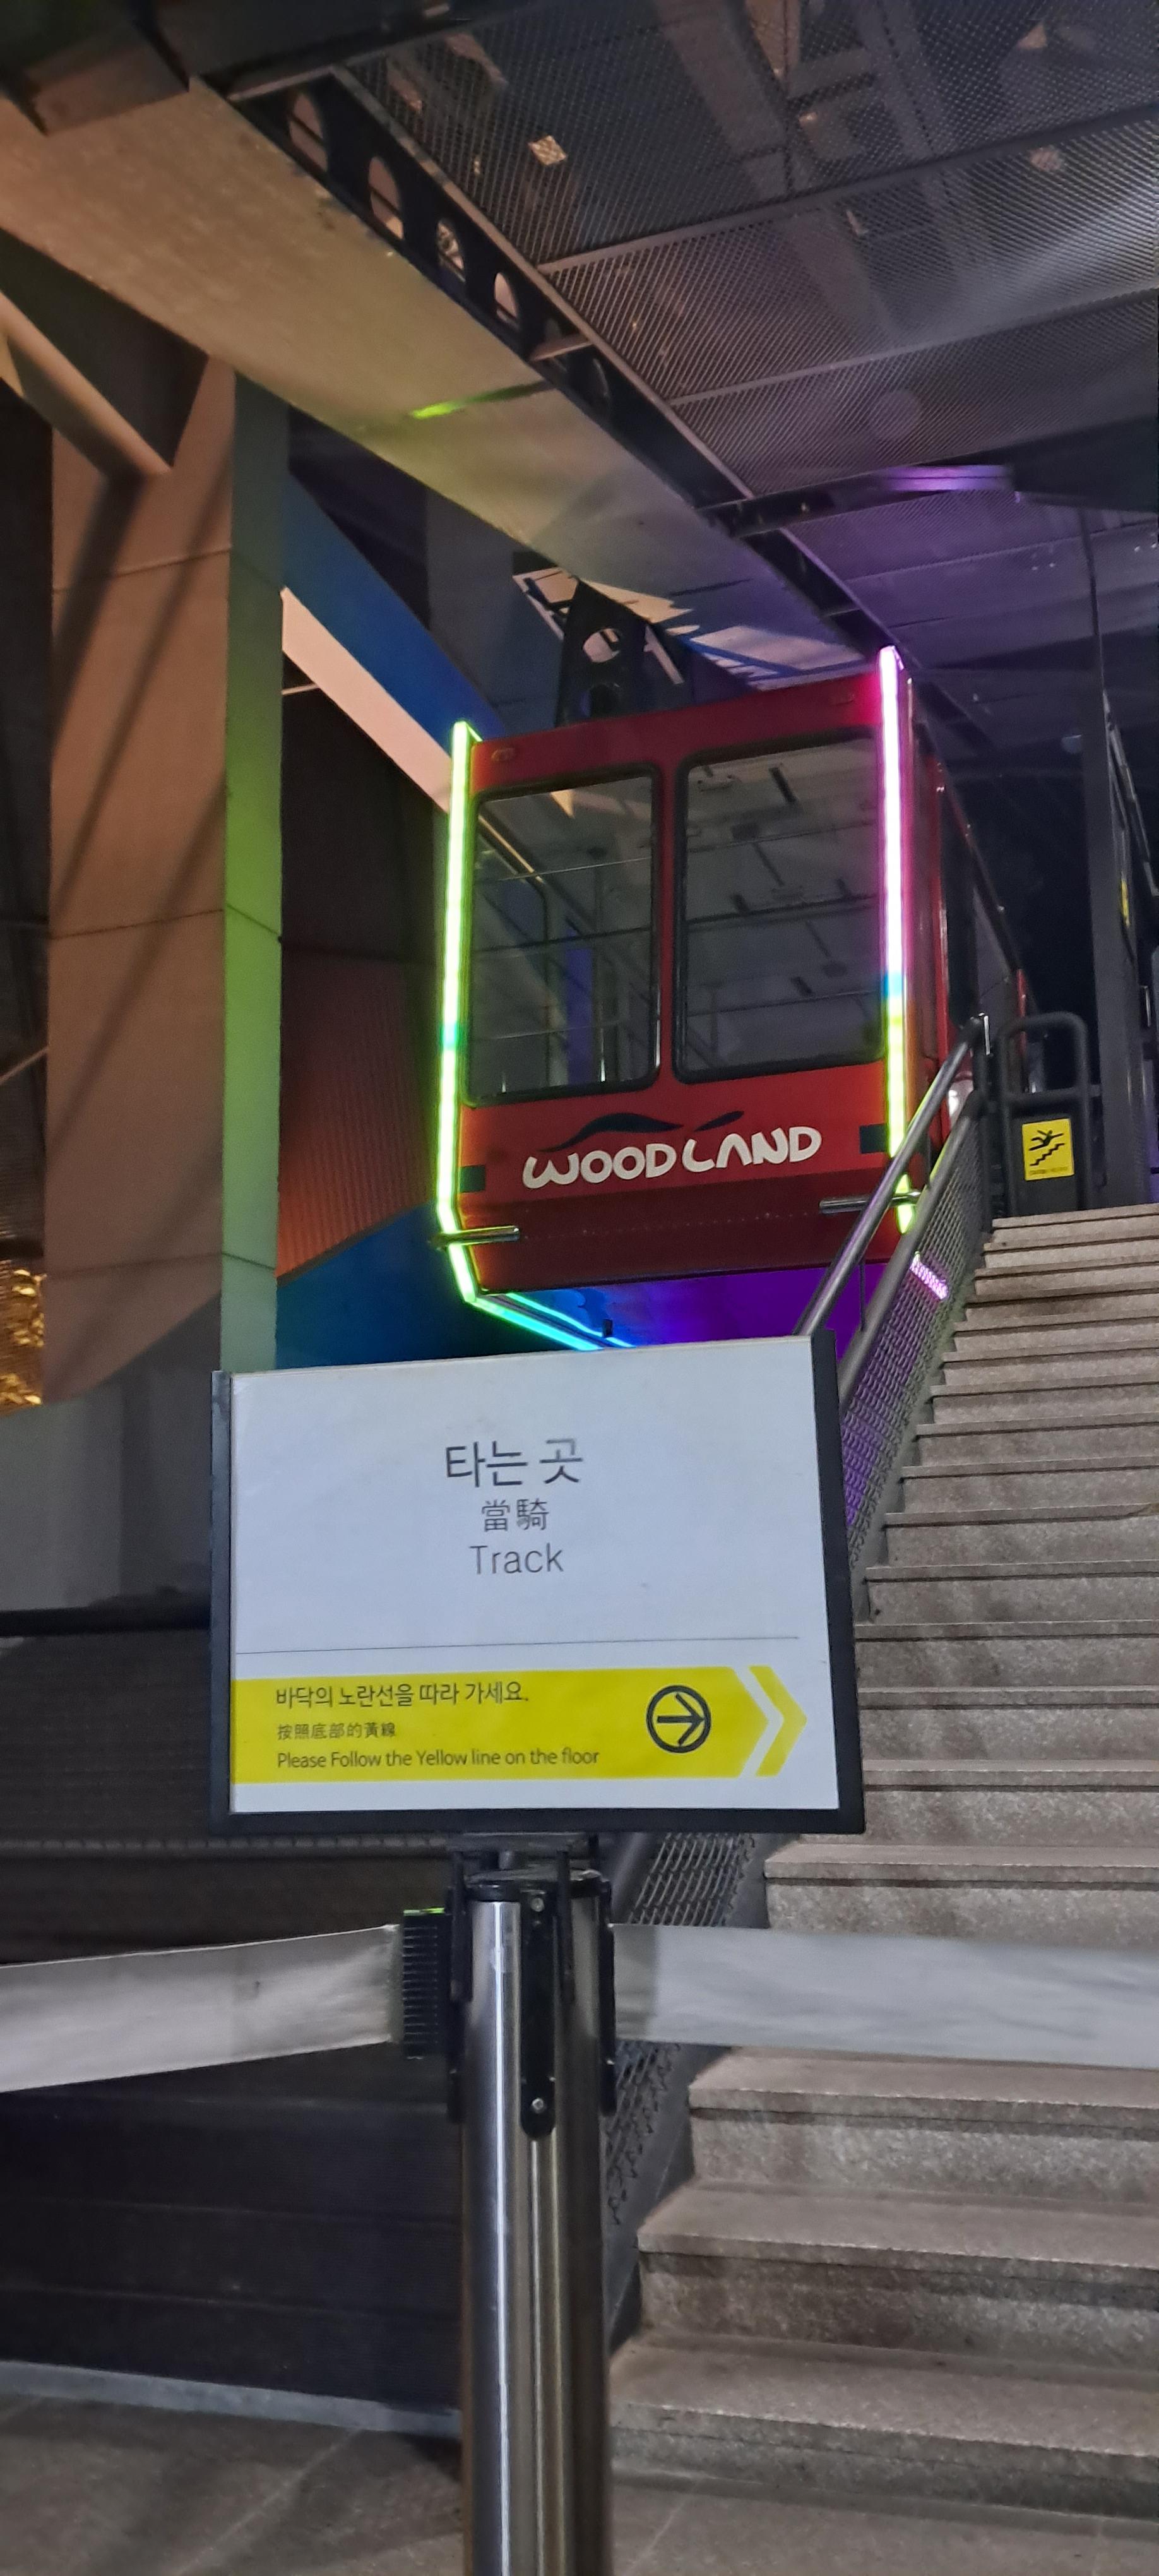 WOODLAND
타는 곳
當騎
Track
바닥의 노란선을 따라 가세요.
按照底部的黃線
Please Follow the Yellow line on the floor